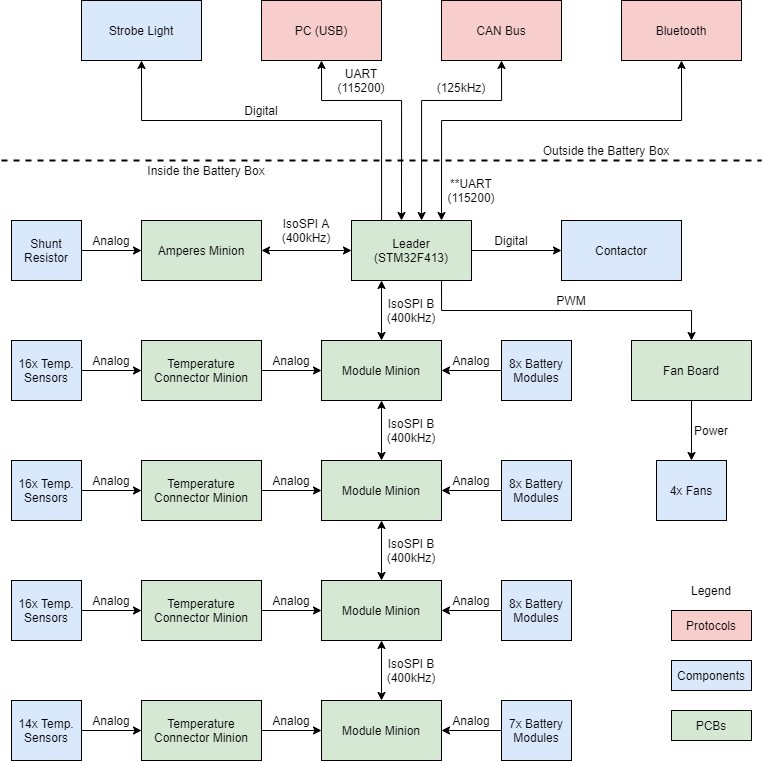 Strobe Light
PC (USB)
CAN Bus
Bluetooth
UART
(115200)
(125kHz)
Digital
Outside the Battery Box
Inside the Battery Box
**UART
(115200)
Shunt
Resistor
Analog
Amperes Minion
IsoSPI A
(400kHz)
Leader
(STM32F413)
Digital
Contactor
IsoSPI B
(400kHz)
PWM
16x Temp.
Sensors
Analog
Temperature
Connector Minion
Analog
Module Minion
Analog
8x Battery
Modules
Fan Board
IsoSPI B
(400kHz)
Power
16x Temp.
Sensors
Analog
Temperature
Connector Minion
Analog
Module Minion
Analog
8x Battery
Modules
4x Fans
IsoSPI B
(400kHz)
16x Temp.
Sensors
Analog
Temperature
Connector Minion
Analog
Module Minion
Analog
8x Battery
Modules
IsoSPI B
(400kHz)
14x Temp.
Sensors
Analog
Temperature
Connector Minion
Analog
Module Minion
Analog
7x Battery
Modules
Legend
Protocols
Components
PCBs